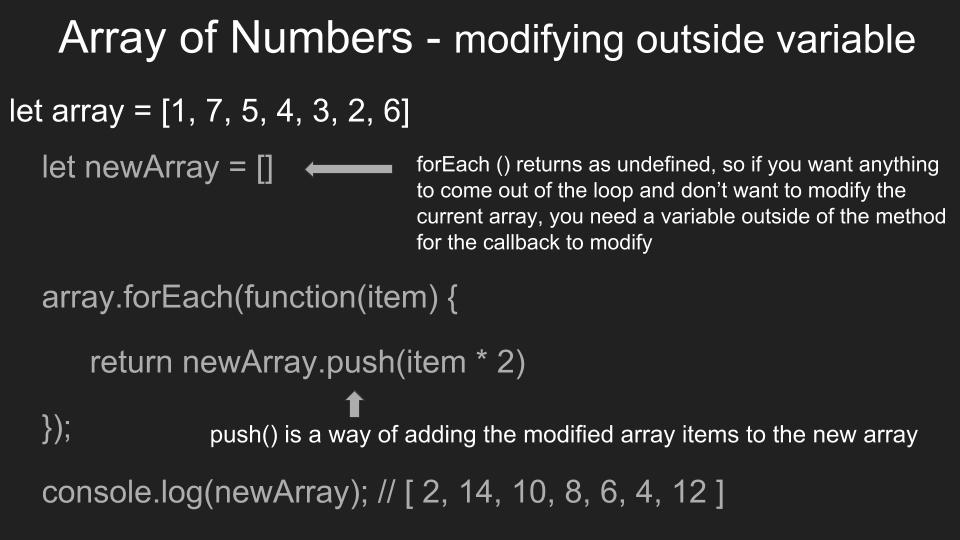 Array of Numbers - modifying outside variable
let array = [1, 7, 5, 4, 3, 2, 6]
let newArray = []
forEach () returns as undefined, so if you want anything
to come out of the loop and don’t want to modify the
current array, you need a variable outside of the method
for the callback to modify
array.forEach(function(item) {
return newArray.push(item * 2)
});
push() is a way of adding the modified array items to the new array
console.log(newArray); // [ 2, 14, 10, 8, 6, 4, 12 ]